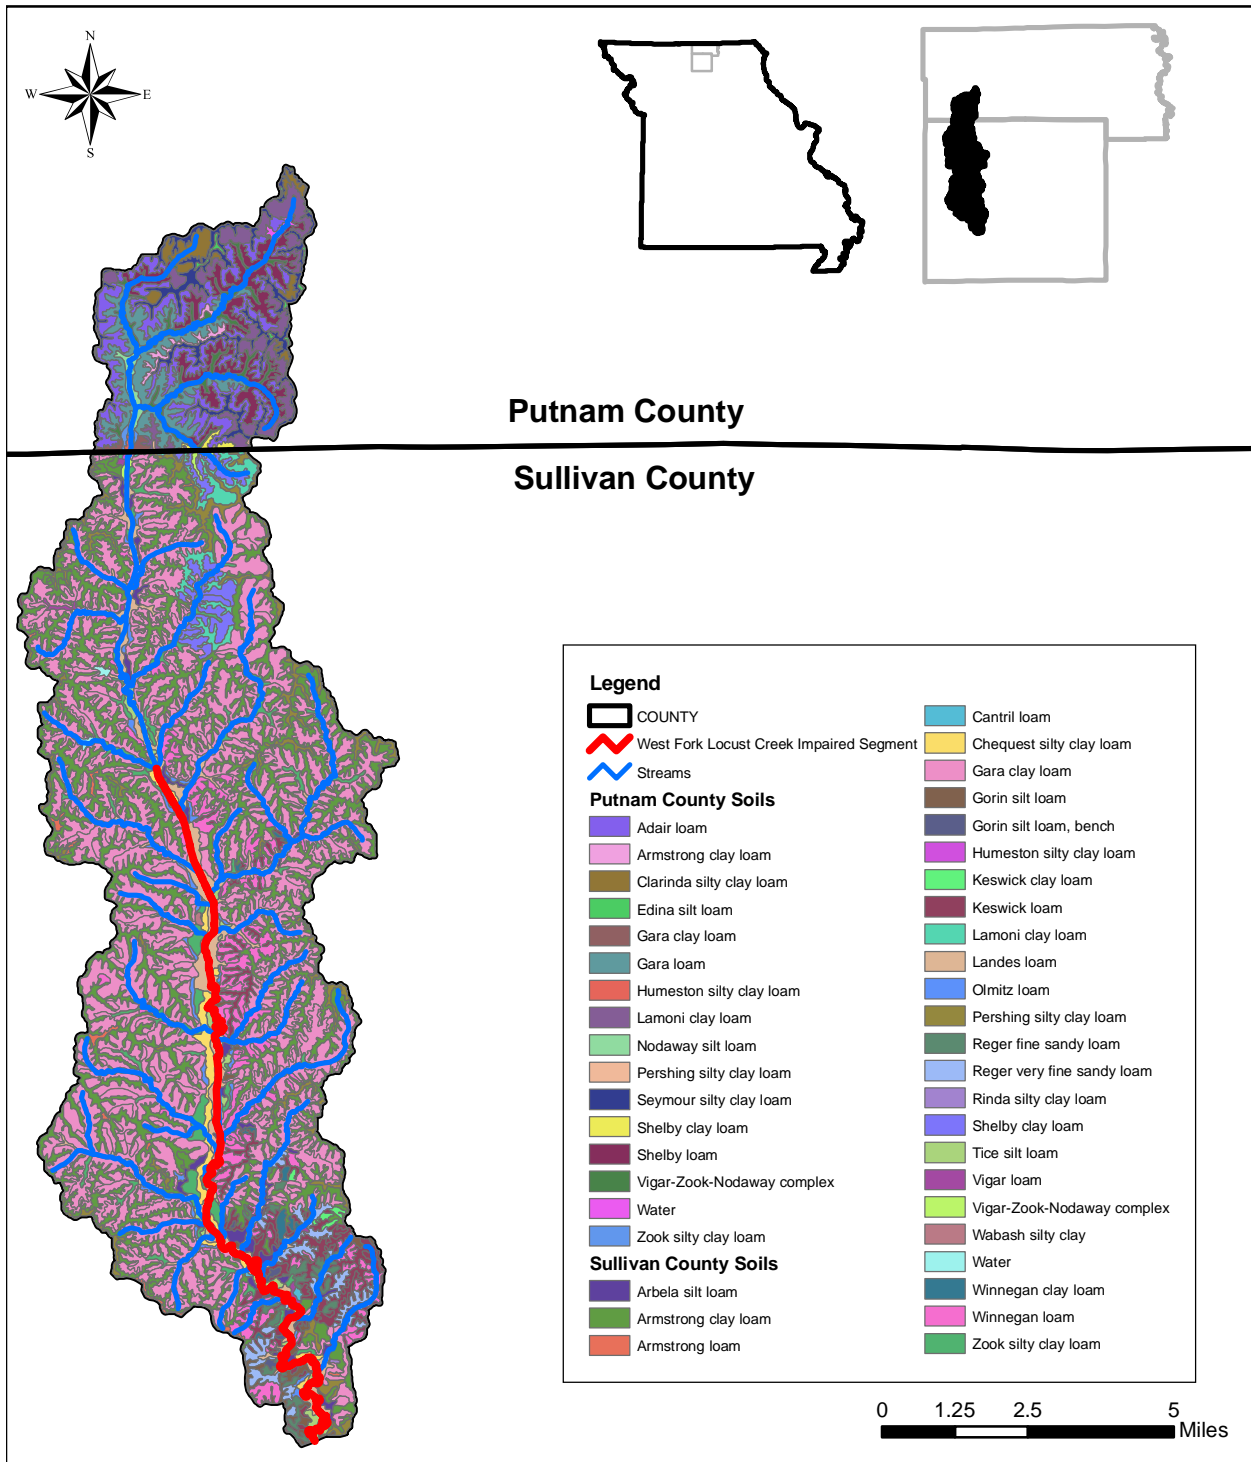 N
W
E
S
Putnam County
Sullivan County
Legend
COUNTY
West Fork Locust Creek Impaired Segment
Streams
Putnam County Soils
Adair loam
Armstrong clay loam
Clarinda silty clay loam
Edina silt loam
Gara clay loam
Gara loam
Humeston silty clay loam
Lamoni clay loam
Nodaway silt loam
Pershing silty clay loam
Seymour silty clay loam
Shelby clay loam
Shelby loam
Vigar-Zook-Nodaway complex
Water
Zook silty clay loam
Sullivan County Soils
Arbela silt loam
Armstrong clay loam
Armstrong loam
Cantril loam
Chequest silty clay loam
Gara clay loam
Gorin silt loam
Gorin silt loam, bench
Humeston silty clay loam
Keswick clay loam
Keswick loam
Lamoni clay loam
Landes loam
Olmitz loam
Pershing silty clay loam
Reger fine sandy loam
Reger very fine sandy loam
Rinda silty clay loam
Shelby clay loam
Tice silt loam
Vigar loam
Vigar-Zook-Nodaway complex
Wabash silty clay
Water
Winnegan clay loam
Winnegan loam
Zook silty clay loam
0 1.25 2.5 5
Miles